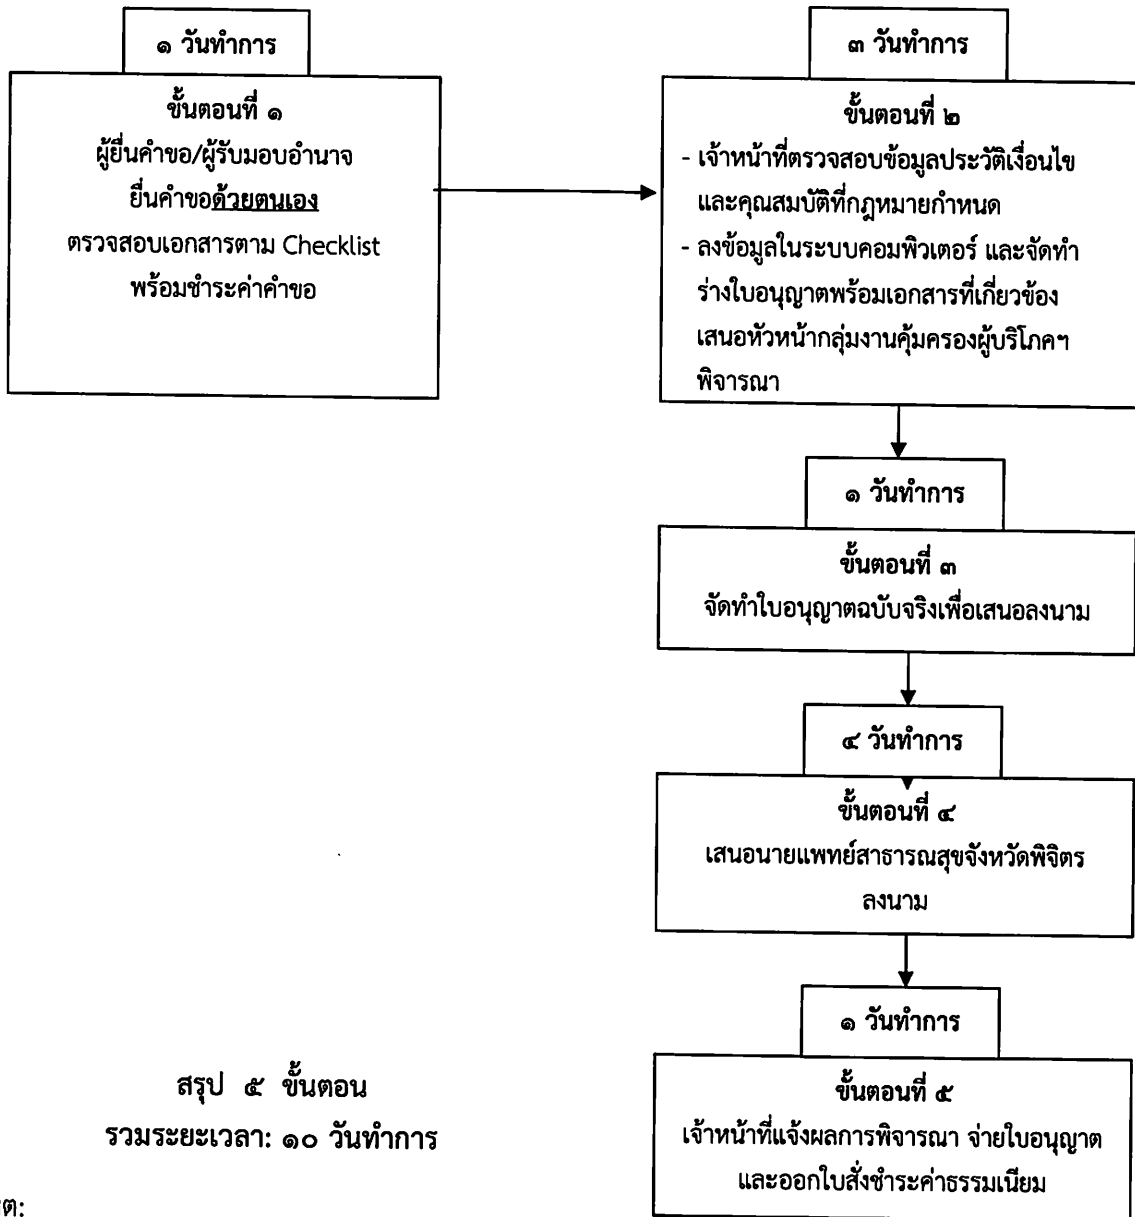 ๑ วันทำการ
ขั้นตอนที่ ๑
ผู้ยื่นคำขอ/ผู้รับมอบอำนาจ
ยื่นคำขอด้วยตนเอง
ตรวจสอบเอกสารตาม Checklist
พร้อมชำระค่าคำขอ
๓ วันทำการ
ขั้นตอนที่ ๒
- เจ้าหน้าที่ตรวจสอบข้อมูลประวัติเงื่อนไข
และคุณสมบัติที่กฎหมายกำหนด
- ลงข้อมูลในระบบคอมพิวเตอร์ และจัดทำ
ร่างใบอนุญาตพร้อมเอกสารที่เกี่ยวข้อง
เสนอหัวหน้ากลุ่มงานคุ้มครองผู้บริโภคฯ
พิจารณา
๑ วันทำการ
ขั้นตอนที่ ๓
จัดทำใบอนุญาตฉบับจริงเพื่อเสนอลงนาม
๔ วันทำการ
ขั้นตอนที่ ๔
เสนอนายแพทย์สาธารณสุขจังหวัดพิจิตร
ลงนาม
๑ วันทำการ
ขั้นตอนที่ ๕
เจ้าหน้าที่แจ้งผลการพิจารณา จ่ายใบอนุญาต
และออกใบสั่งชำระค่าธรรมเนียม
สรุป ๕ ขั้นตอน
รวมระยะเวลา: ๑๐ วันทำการ